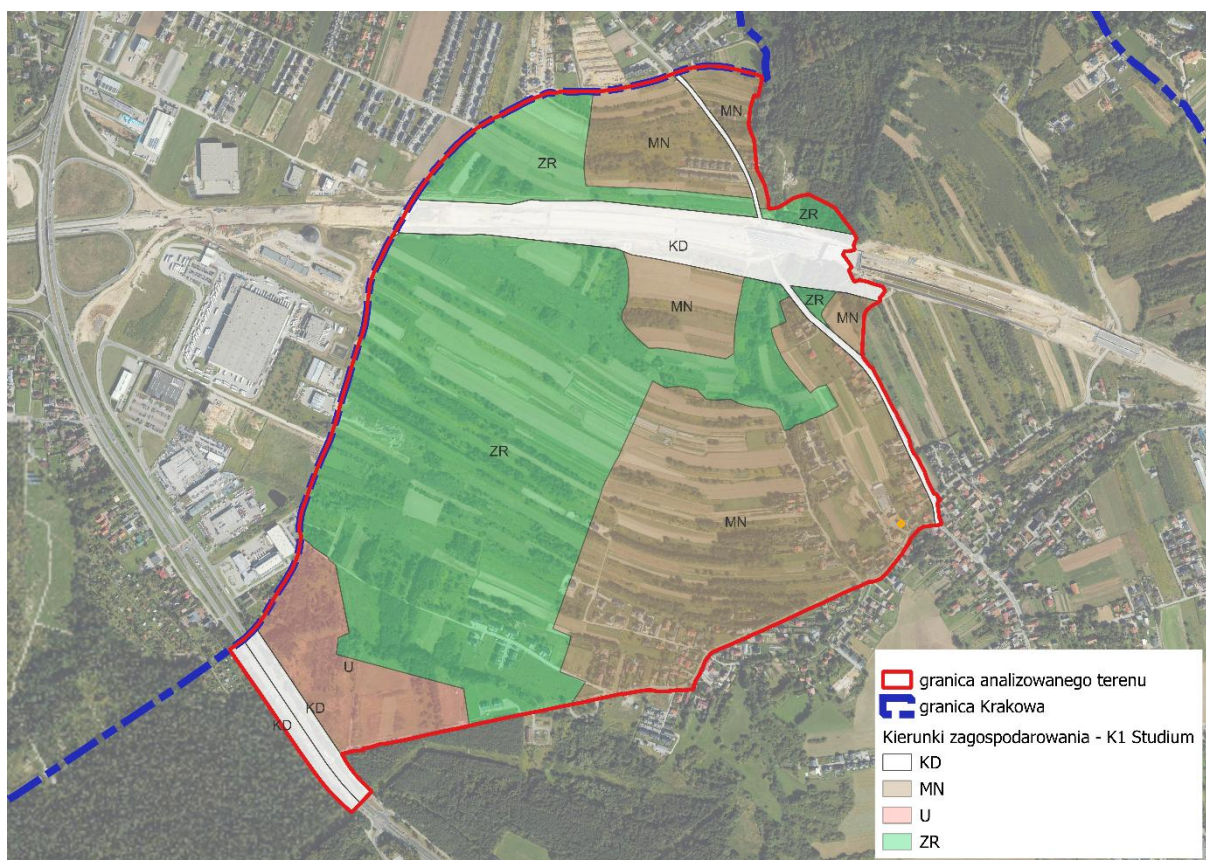 MN
MN
ZR
ZR
KD
ZR
MN
MN
ZR
MN
U
KD
KD
granica analizowanego terenu
granica Krakowa
Kierunki zagospodarowania - K1 Studium
KD
MN
U
ZR